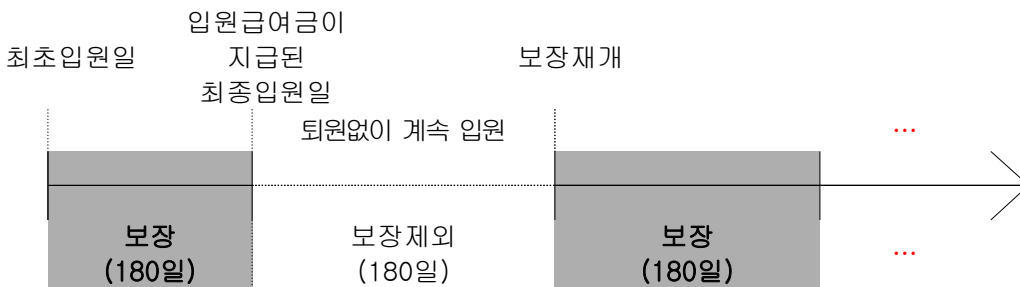 최초입원일
입원급여금이
지급된
최종입원일
보장재개
퇴원없이 계속 입원
...
보장
(180일)
보장제외
(180일)
보장
(180일)
...